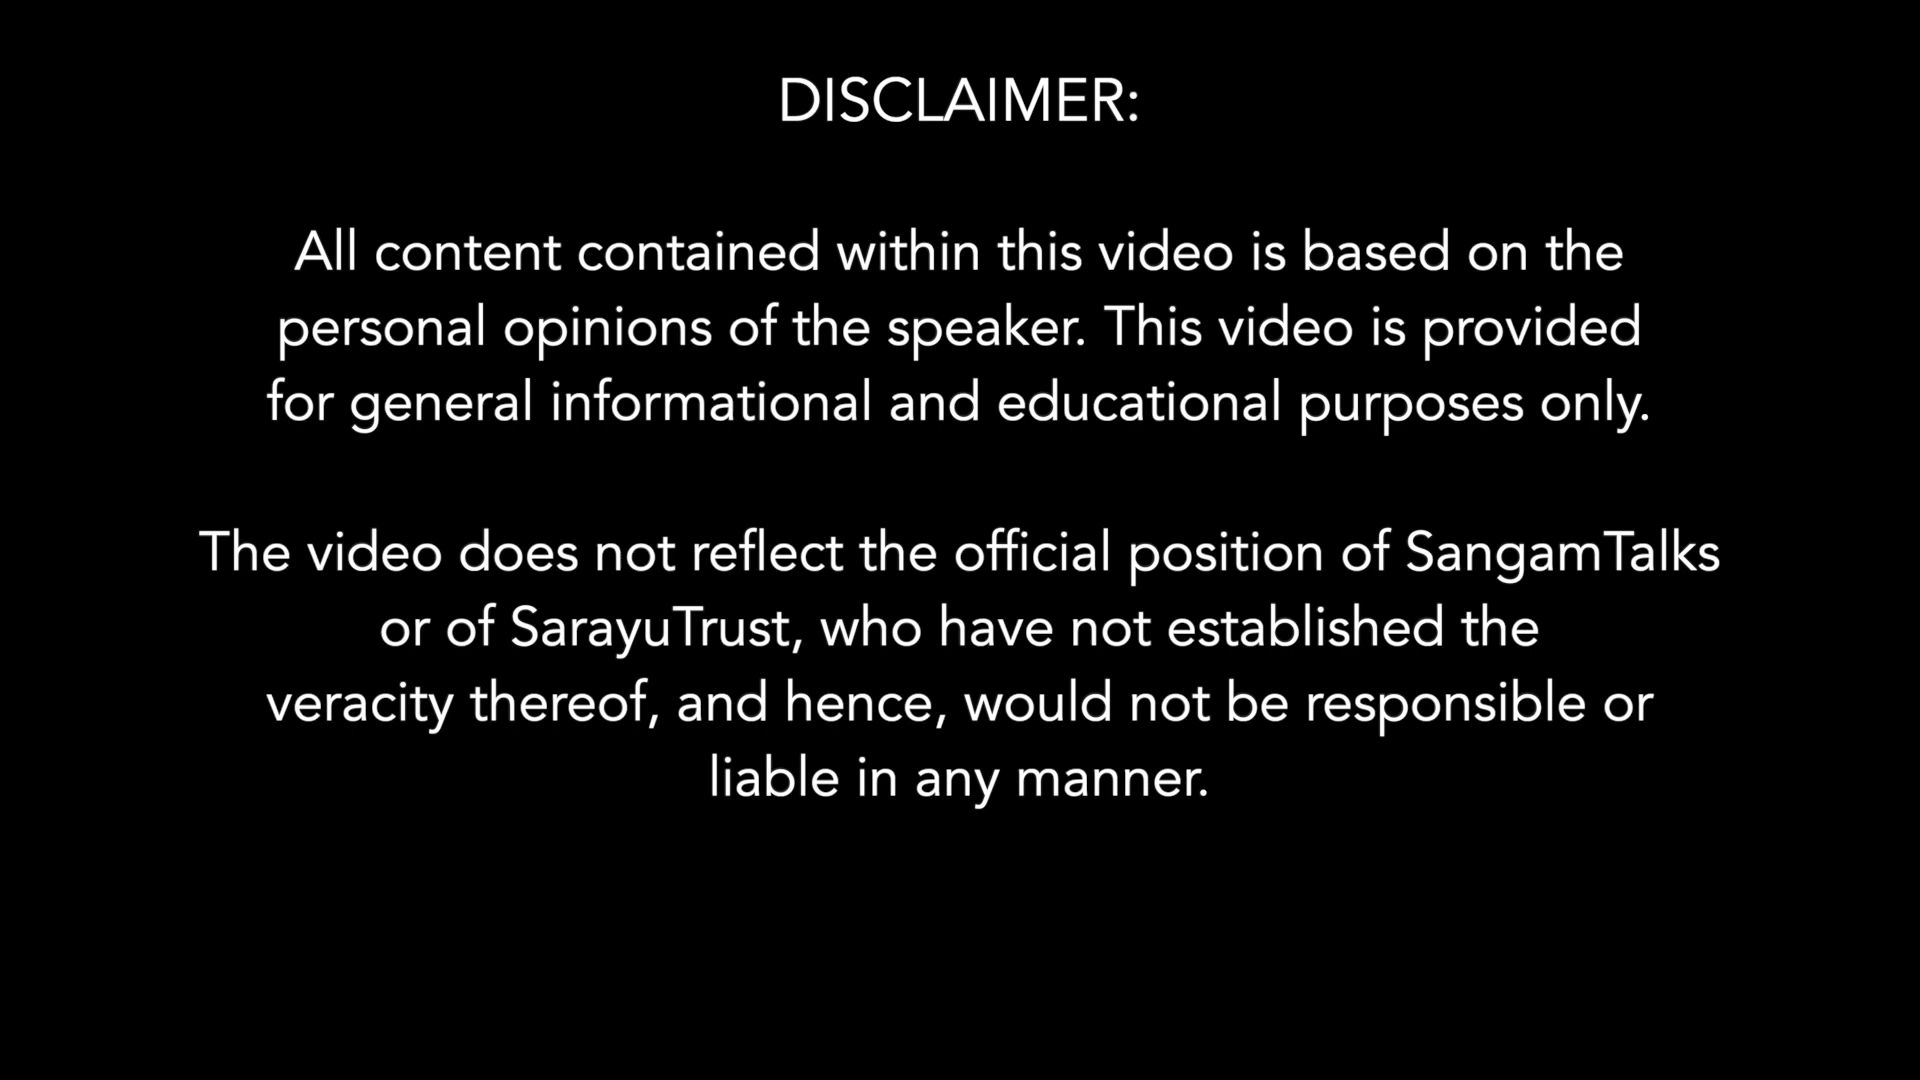 DISCLAIMER:
All content contained within this video is based on the
personal opinions of the speaker. This video is provided
for general informational and educational purposes only.
The video does not reflect the official position of SangamTalks
or of SarayuTrust, who have not established the
veracity thereof, and hence, would not be responsible or
liable in any manner.